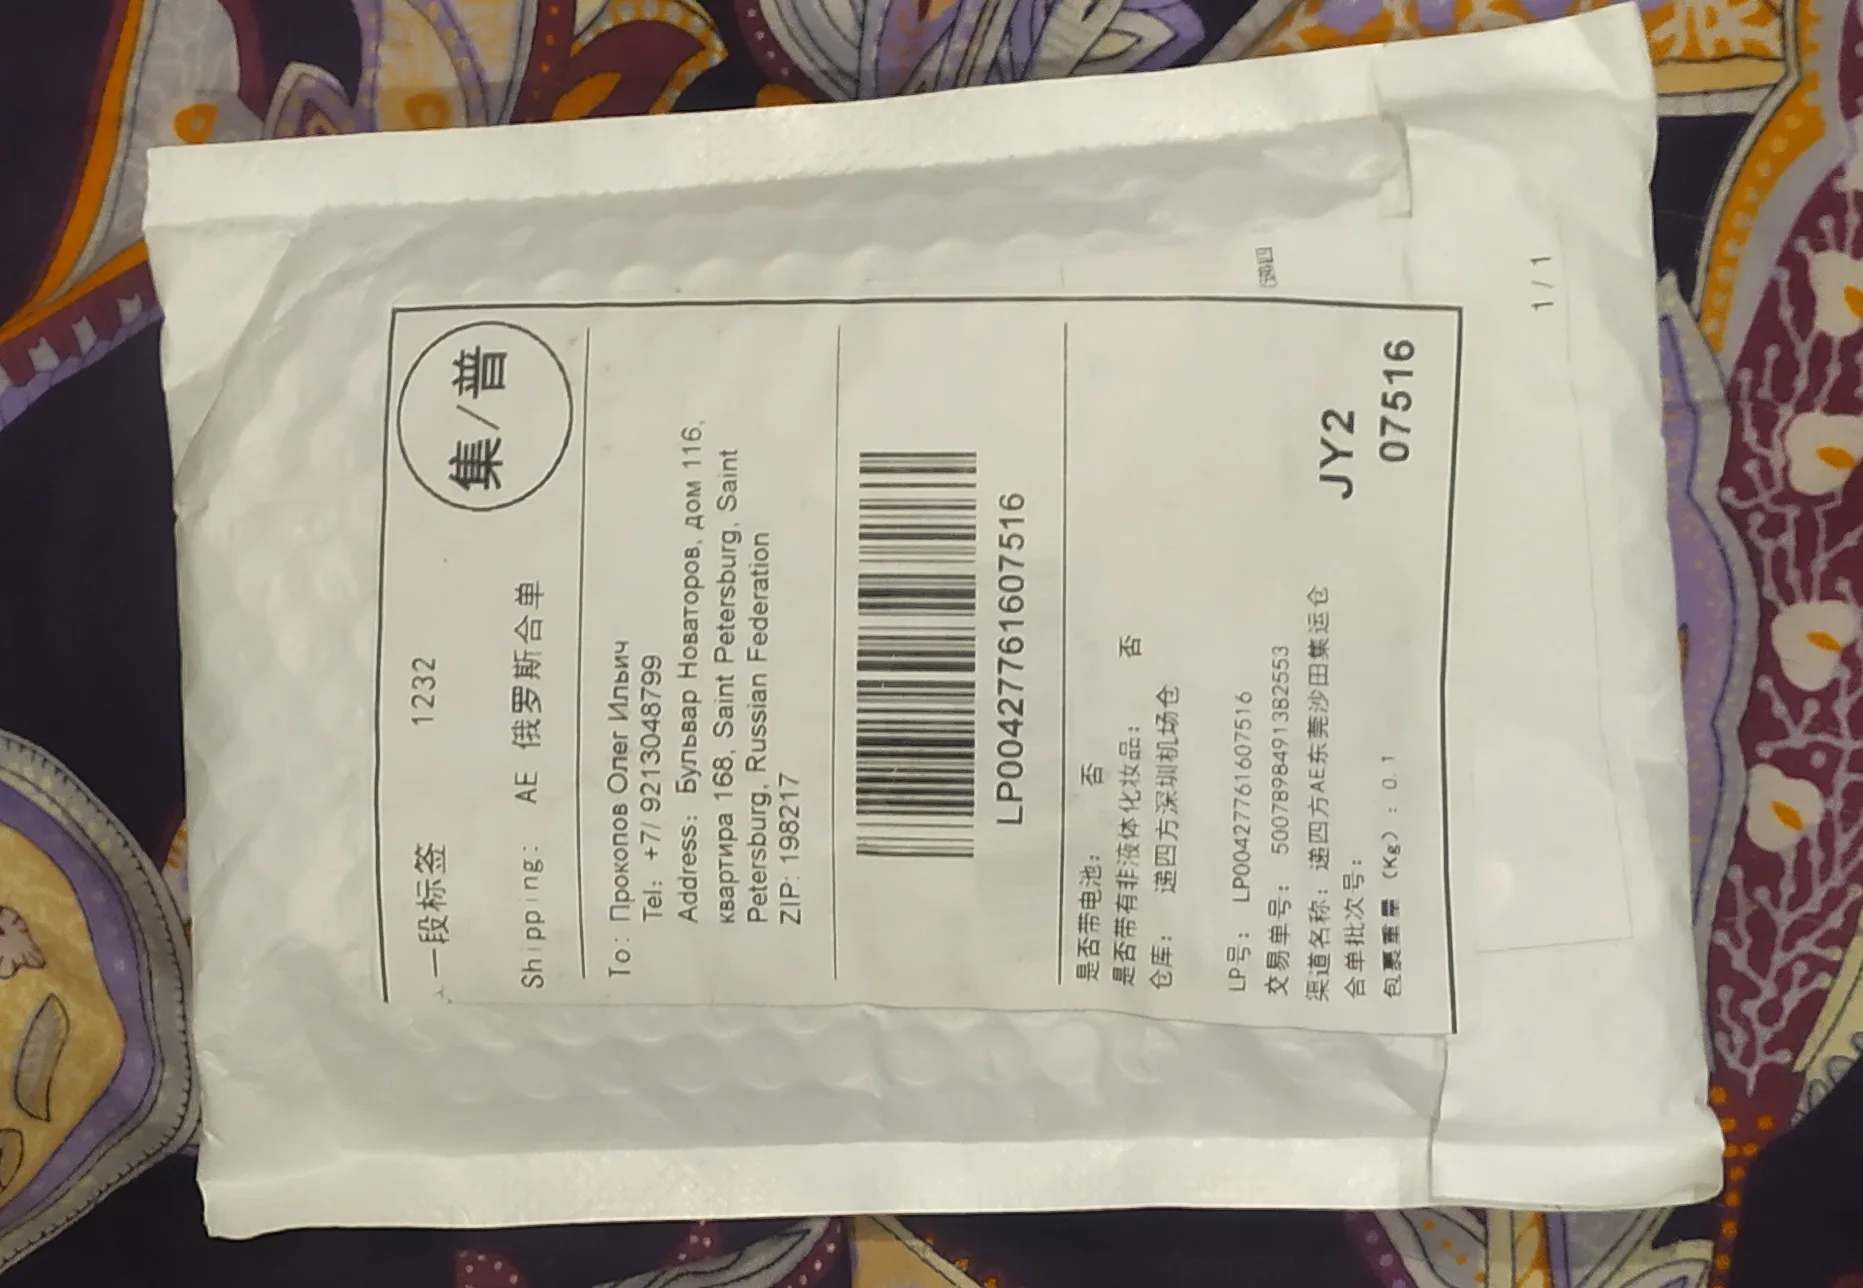 一段标签 1232
集/普
Shipping: AE 俄罗斯合单
To: Прокопов Олег Ильич
Tel: +7/ 92130487​99
Address: Бульвар Новаторов, дом 116,
квартира 168, Saint Petersburg, Saint
Petersburg, Russian Federation
ZIP: 198217
LP00427761607516
是否带电池: 否
是否带有非液体化妆品: 否
仓库: 递四方深圳机场仓
LP号: LP00427761607516
交易单号: 5007898491382553
渠道名称: 递四方AE东莞沙田集运仓
JY2
合单批次号:
包裹重量(Kg): 0.1
07516
1/1